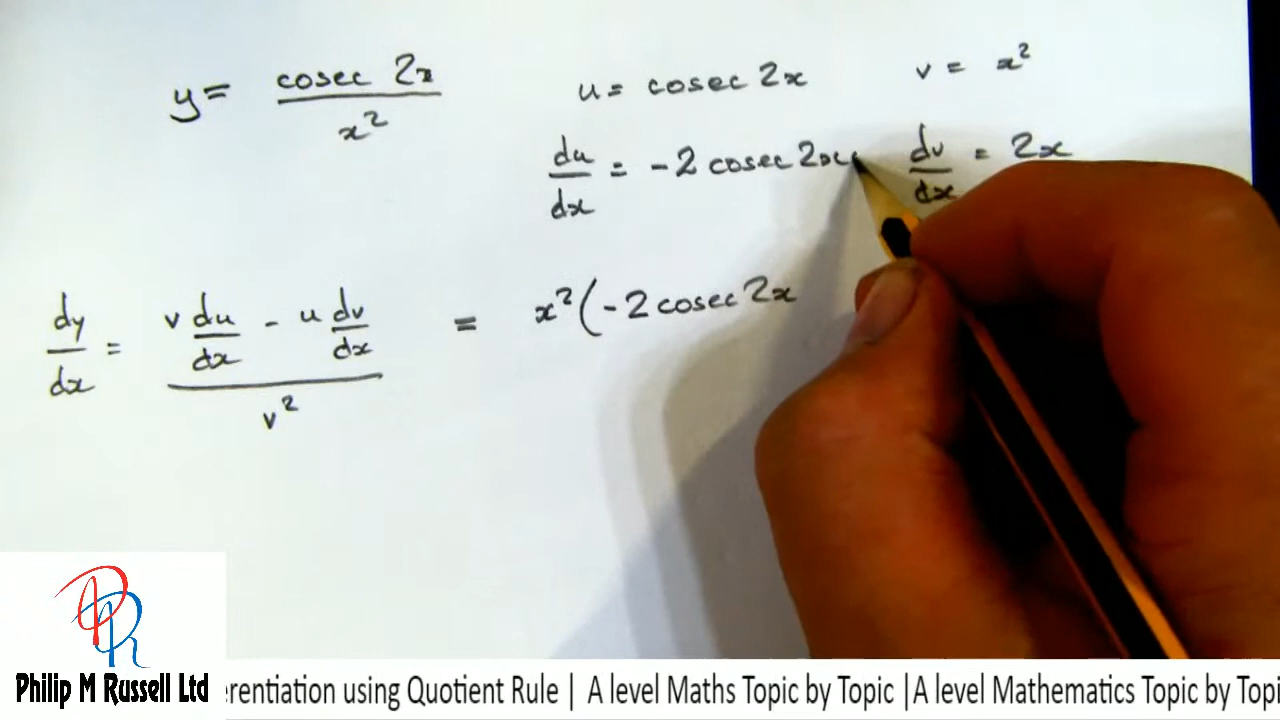 y = cosec 2x / x² u = cosec 2x v = x²
du/dx = -2 cosec 2x dv/dx = 2x
dy/dx = (v du/dx - u dv/dx) / v² = x² ( -2 cosec 2x
PR
Philip M Russell Ltd
erentiation using Quotient Rule | A level Maths Topic by Topic |A level Mathematics Topic by Topi